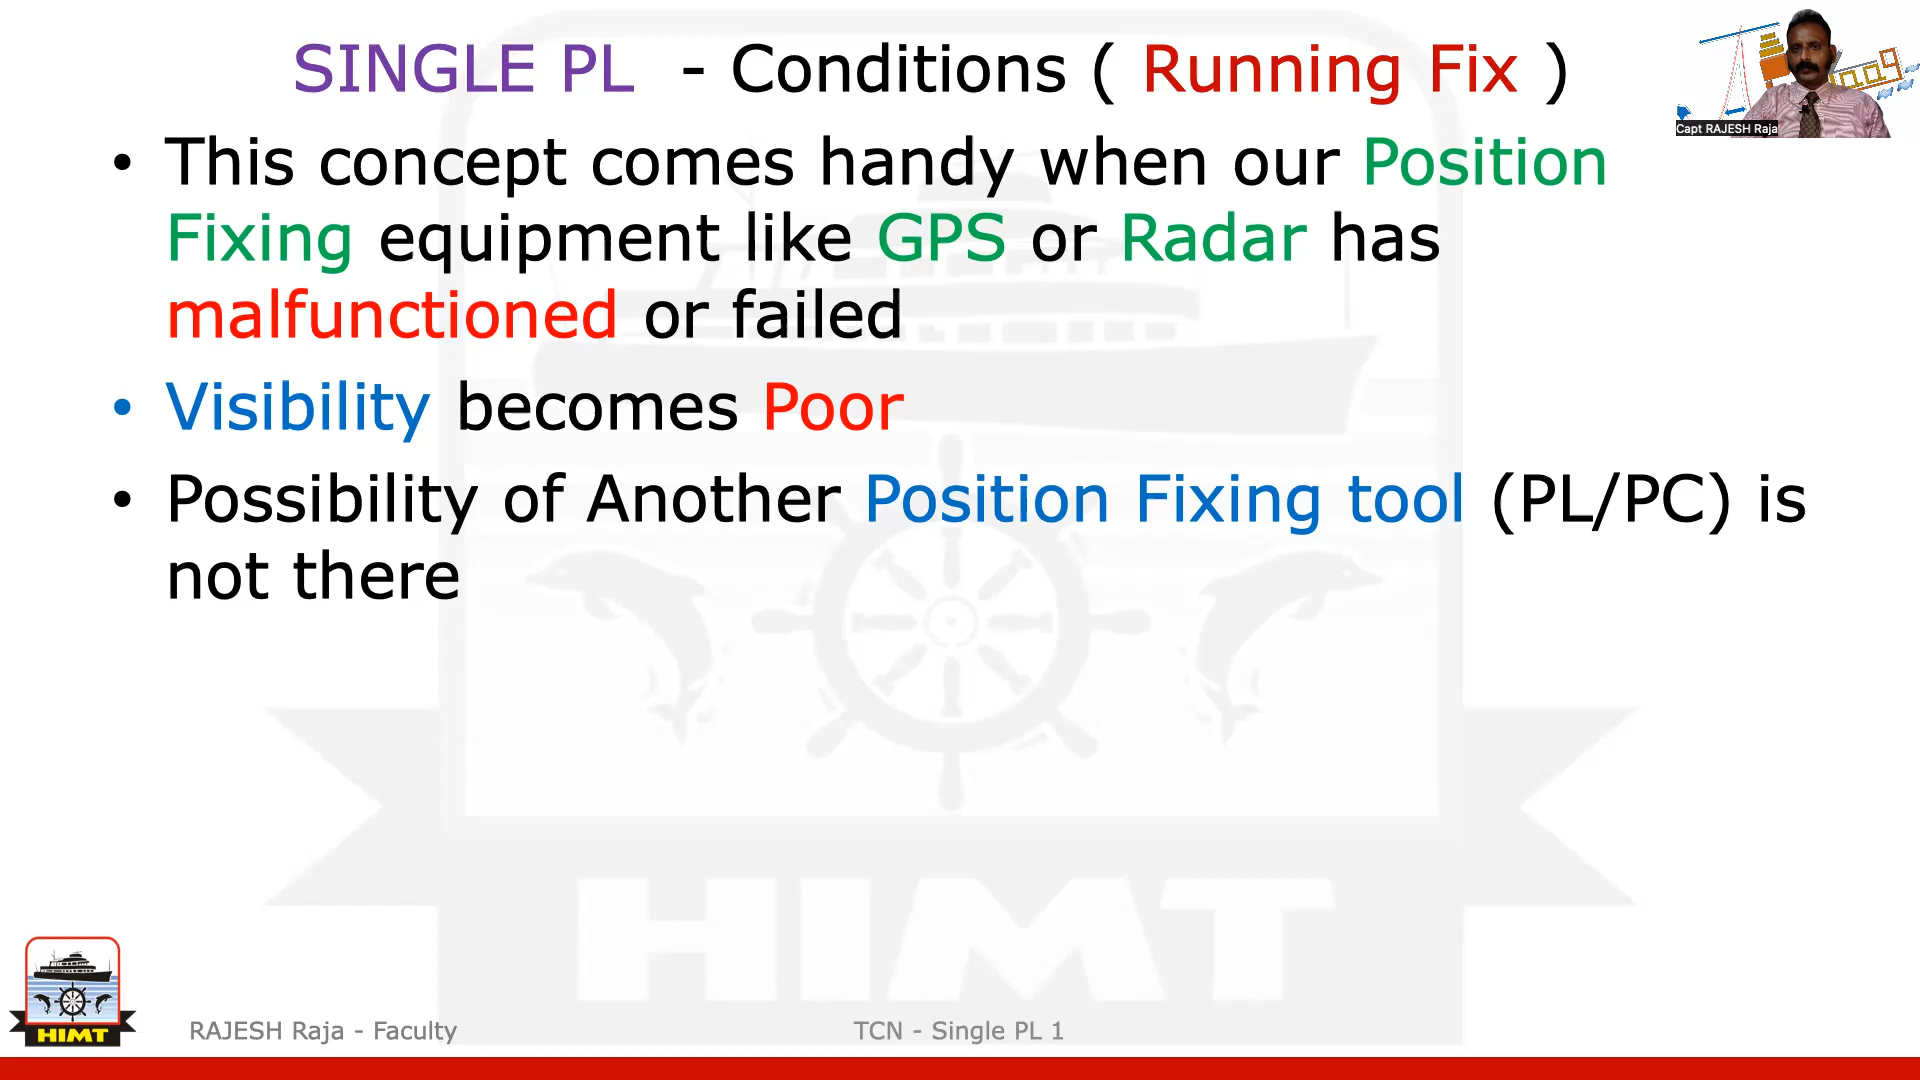 SINGLE PL - Conditions ( Running Fix )
Capt RAJESH Raja
• This concept comes handy when our Position
Fixing equipment like GPS or Radar has
malfunctioned or failed
• Visibility becomes Poor
• Possibility of Another Position Fixing tool (PL/PC) is
not there
HIMT
HIMT
RAJESH Raja - Faculty
TCN - Single PL 1